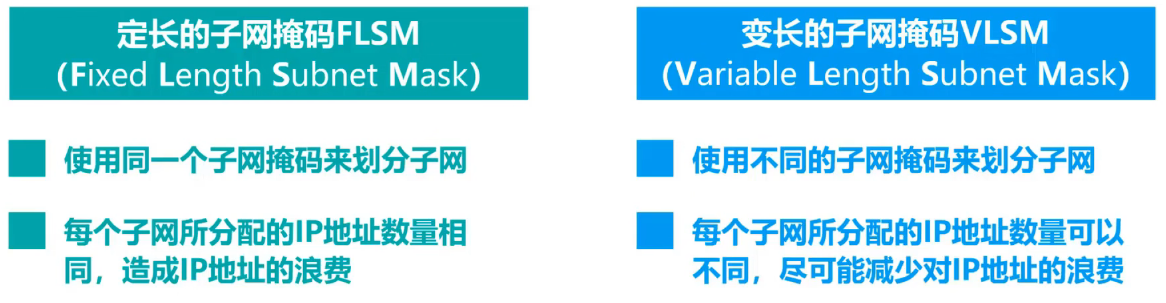 定长的子网掩码FLSM
(Fixed Length Subnet Mask)
使用同一个子网掩码来划分子网
每个子网所分配的IP地址数量相
同，造成IP地址的浪费
变长的子网掩码VLSM
(Variable Length Subnet Mask)
使用不同的子网掩码来划分子网
每个子网所分配的IP地址数量可以
不同，尽可能减少对IP地址的浪费